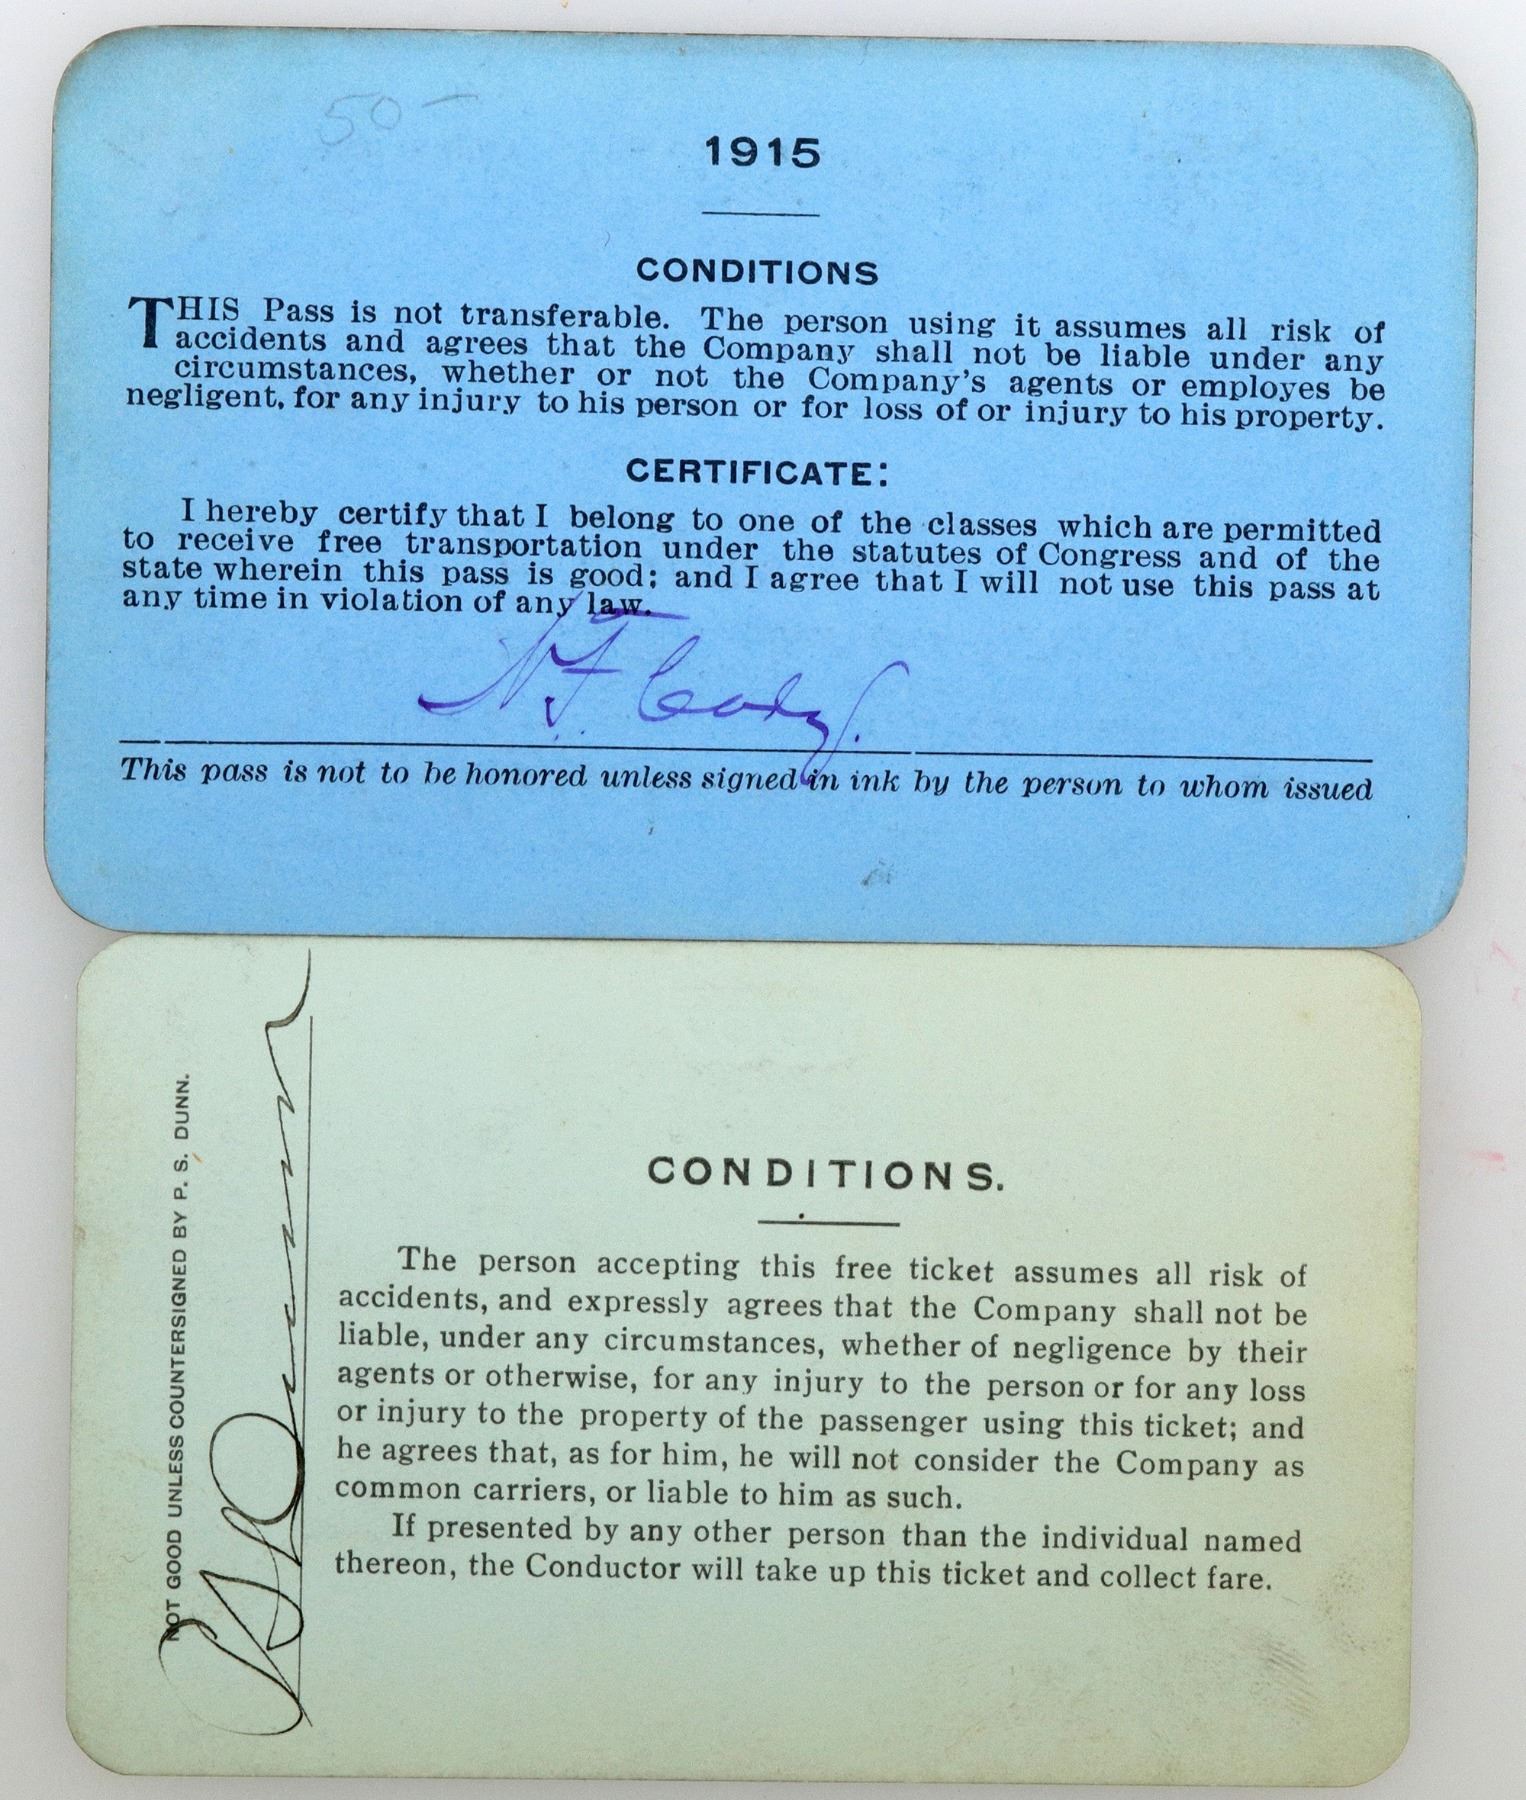 50 —
1915
CONDITIONS
THIS Pass is not transferable. The person using it assumes all risk of
accidents and agrees that the Company shall not be liable under any
circumstances, whether or not the Company's agents or employes be
negligent, for any injury to his person or for loss of or injury to his property.
CERTIFICATE:
I hereby certify that I belong to one of the classes which are permitted
to receive free transportation under the statutes of Congress and of the
state wherein this pass is good; and I agree that I will not use this pass at
any time in violation of any law.
F Cody
This pass is not to be honored unless signed in ink by the person to whom issued
NOT GOOD UNLESS COUNTERSIGNED BY P. S. DUNN.
PSDunn
CONDITIONS.
The person accepting this free ticket assumes all risk of
accidents, and expressly agrees that the Company shall not be
liable, under any circumstances, whether of negligence by their
agents or otherwise, for any injury to the person or for any loss
or injury to the property of the passenger using this ticket; and
he agrees that, as for him, he will not consider the Company as
common carriers, or liable to him as such.
If presented by any other person than the individual named
thereon, the Conductor will take up this ticket and collect fare.